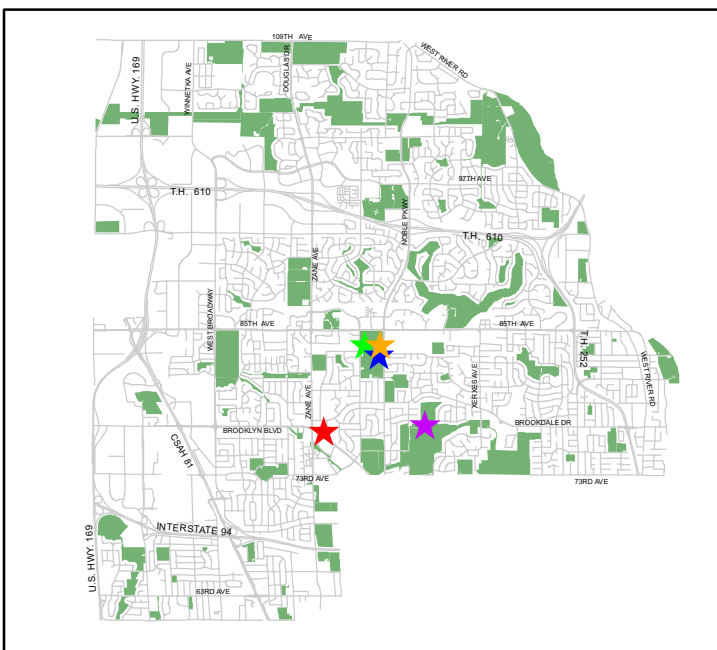 109TH AVE
WEST RIVER RD
DOUGLAS DR
WINNETKA AVE
U.S. HWY. 169
97TH AVE
T.H. 610
NOBLE PKWY
T.H. 610
ZANE AVE
WEST BROADWAY
85TH AVE
85TH AVE
T.H. 252
WEST RIVER RD
XERXES AVE
ZANE AVE
BROOKLYN BLVD
BROOKDALE DR
CSAH 81
73RD AVE
73RD AVE
U.S. HWY. 169
INTERSTATE 94
63RD AVE